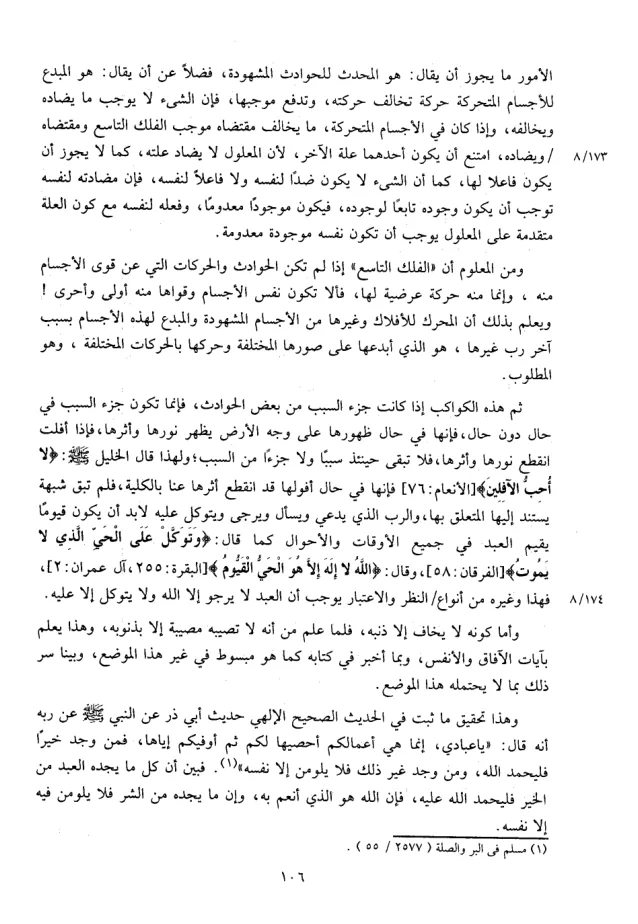 الأمور ما يجوز أن يقال: هو المحدث للحوادث المشهودة، فضلاً عن أن يقال: هو المبدع
للأجسام المتحركة حركة تخالف حركته، وتدفع موجبها، فإن الشىء لا يوجب ما يضاده
ويخالفه، وإذا كان في الأجسام المتحركة، ما يخالف مقتضاه موجب الفلك التاسع ومقتضاه
٨/١٧٣ /ويضاده، امتنع أن يكون أحدهما علة الآخر، لأن المعلول لا يضاد علته، كما لا يجوز أن
يكون فاعلا لها، كما أن الشىء لا يكون ضدًا لنفسه ولا فاعلاً لنفسه، فإن مضادته لنفسه
توجب أن يكون وجوده تابعًا لوجوده، فيكون موجودًا معدومًا، وفعله لنفسه مع كون العلة
متقدمة على المعلول يوجب أن تكون نفسه موجودة معدومة.
ومن المعلوم أن «الفلك التاسع» إذا لم تكن الحوادث والحركات التي عن قوى الأجسام
منه ، وإنما منه حركة عرضية لها، فألا تكون نفس الأجسام وقواها منه أولى وأحرى !
ويعلم بذلك أن المحرك للأفلاك وغيرها من الأجسام المشهودة والمبدع لهذه الأجسام بسبب
آخر رب غيرها ، هو الذي أبدعها على صورها المختلفة وحركها بالحركات المختلفة ، وهو
المطلوب.
ثم هذه الكواكب إذا كانت جزء السبب من بعض الحوادث، فإنما تكون جزء السبب في
حال دون حال،فإنها في حال ظهورها على وجه الأرض يظهر نورها وأثرها،فإذا أفلت
انقطع نورها وأثرها،فلا تبقى حينئذ سببًا ولا جزءًا من السبب؛ولهذا قال الخليل ﷺ:﴿لا
أُحِبُّ الآفِلِينَ﴾[الأنعام:٧٦] فإنها في حال أفولها قد انقطع أثرها عنا بالكلية،فلم تبق شبهة
يستند إليها المتعلق بها،والرب الذي يدعي ويسأل ويرجى ويتوكل عليه لابد أن يكون قيومًا
يقيم العبد في جميع الأوقات والأحوال كما قال:﴿وَتَوَكَّلْ عَلَى الْحَيِّ الَّذِي لا
يَمُوتُ﴾[الفرقان:٥٨]،وقال:﴿اللَّهُ لا إِلَهَ إِلاَّ هُوَ الْحَيُّ الْقَيُّومُ﴾[البقرة:٢٥٥،آل عمران:٢]،
٨/١٧٤ فهذا وغيره من أنواع/ النظر والاعتبار يوجب أن العبد لا يرجو إلا الله ولا يتوكل إلا عليه.
وأما كونه لا يخاف إلا ذنبه، فلما علم من أنه لا تصيبه مصيبة إلا بذنوبه، وهذا يعلم
بآيات الآفاق والأنفس، وبما أخبر في كتابه كما هو مبسوط في غير هذا الموضع، وبينا سر
ذلك بما لا يحتمله هذا الموضع.
وهذا تحقيق ما ثبت في الحديث الصحيح الإلهي حديث أبي ذر عن النبي ﷺ عن ربه
أنه قال: «ياعبادي، إنما هي أعمالكم أحصيها لكم ثم أوفيكم إياها، فمن وجد خيرًا
فليحمد الله، ومن وجد غير ذلك فلا يلومن إلا نفسه»(١). فبين أن كل ما يجده العبد من
الخير فليحمد الله عليه، فإن الله هو الذي أنعم به، وإن ما يجده من الشر فلا يلومن فيه
إلا نفسه.
(١) مسلم فى البر والصلة ( ٢٥٧٧ / ٥٥ ) .
١٠٦